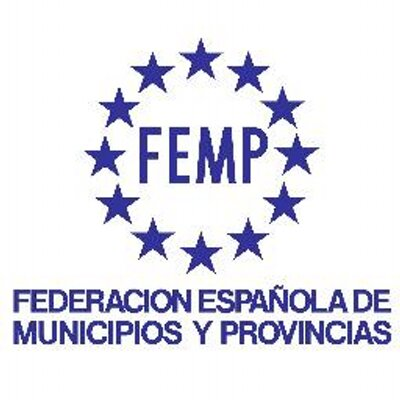 FEMP
FEDERACION ESPAÑOLA DE
MUNICIPIOS Y PROVINCIAS